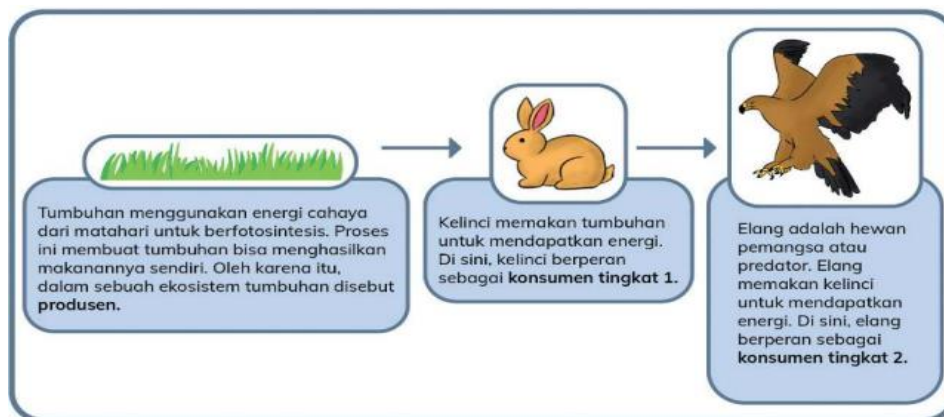 Tumbuhan menggunakan energi cahaya
dari matahari untuk berfotosintesis. Proses
ini membuat tumbuhan bisa menghasilkan
makanannya sendiri. Oleh karena itu,
dalam sebuah ekosistem tumbuhan disebut
produsen.
Kelinci memakan tumbuhan
untuk mendapatkan energi.
Di sini, kelinci berperan
sebagai konsumen tingkat 1.
Elang adalah hewan
pemangsa atau
predator. Elang
memakan kelinci
untuk mendapatkan
energi. Di sini, elang
berperan sebagai
konsumen tingkat 2.